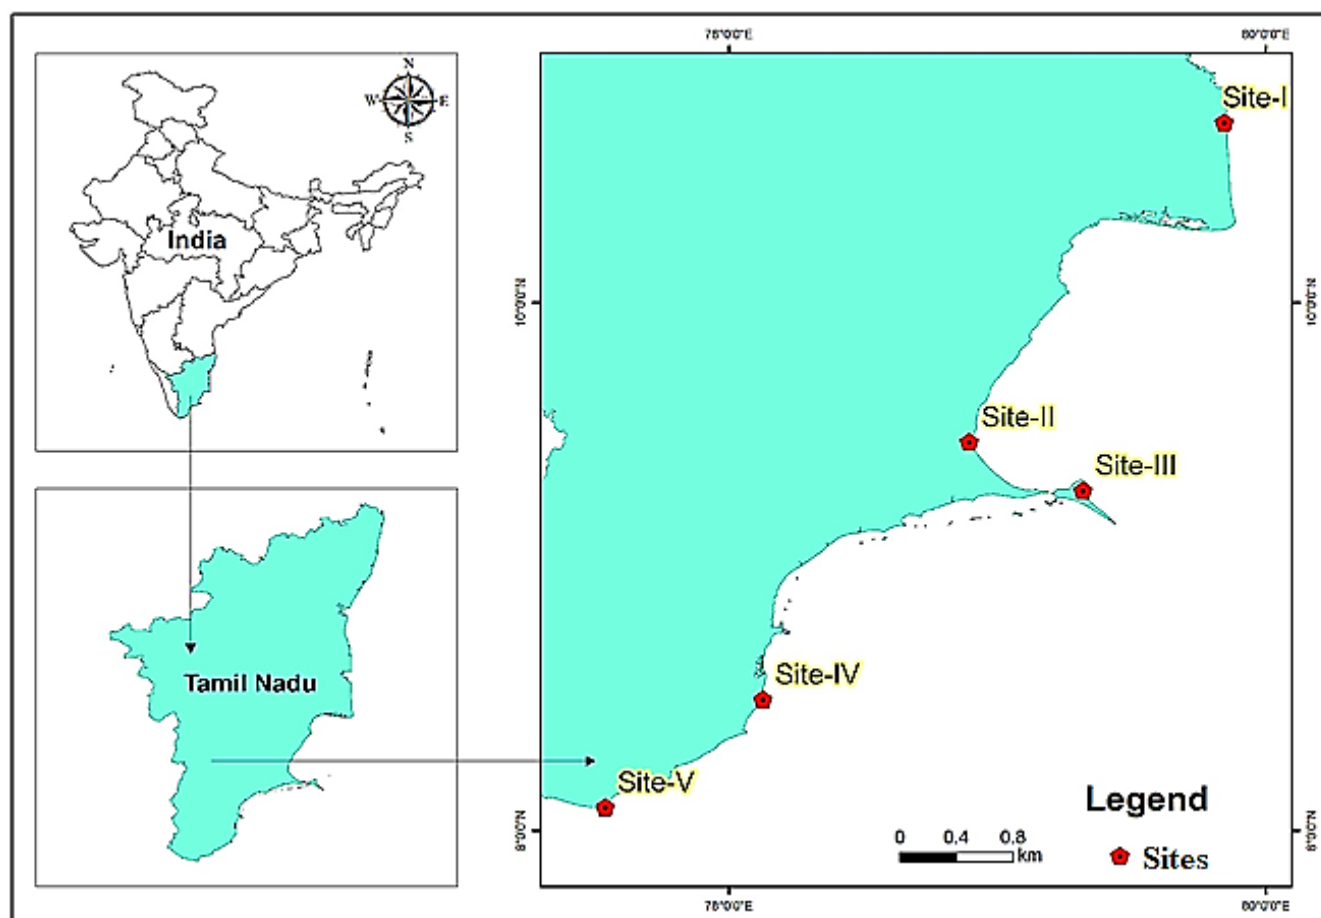 78°0'0"E 80°0'0"E
N
W E
S
India
Site-I
10°0'0"N 10°0'0"N
Site-II
Site-III
Tamil Nadu
Site-IV
Site-V
Legend
0 0.4 0.8
km
Sites
8°0'0"N 8°0'0"N
78°0'0"E 80°0'0"E